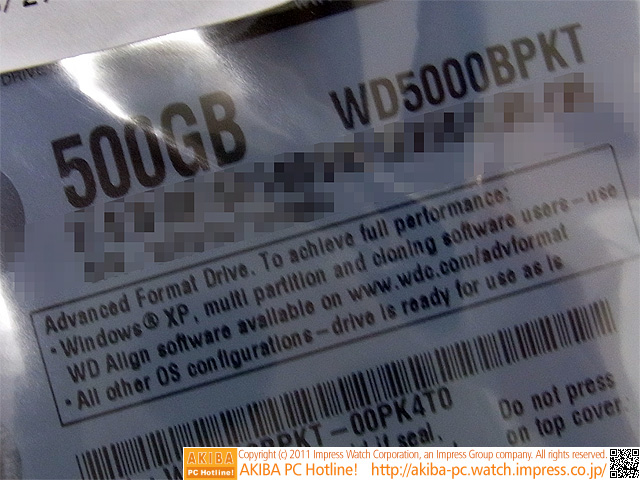 DRIVE
500GB
WD5000BPKT
Advanced Format Drive. To achieve full performance:
・Windows® XP, multi partition and cloning software users—use
WD Align software available on www.wdc.com/advformat
・All other OS configurations—drive is ready for use as is
BPKT-00PK4T0
seal.
Do not press
on top cover.
AKIBA
PC Hotline!
Copyright (c) 2011 Impress Watch Corporation, an Impress Group company. All rights reserved.
AKIBA PC Hotline! http://akiba-pc.watch.impress.co.jp/